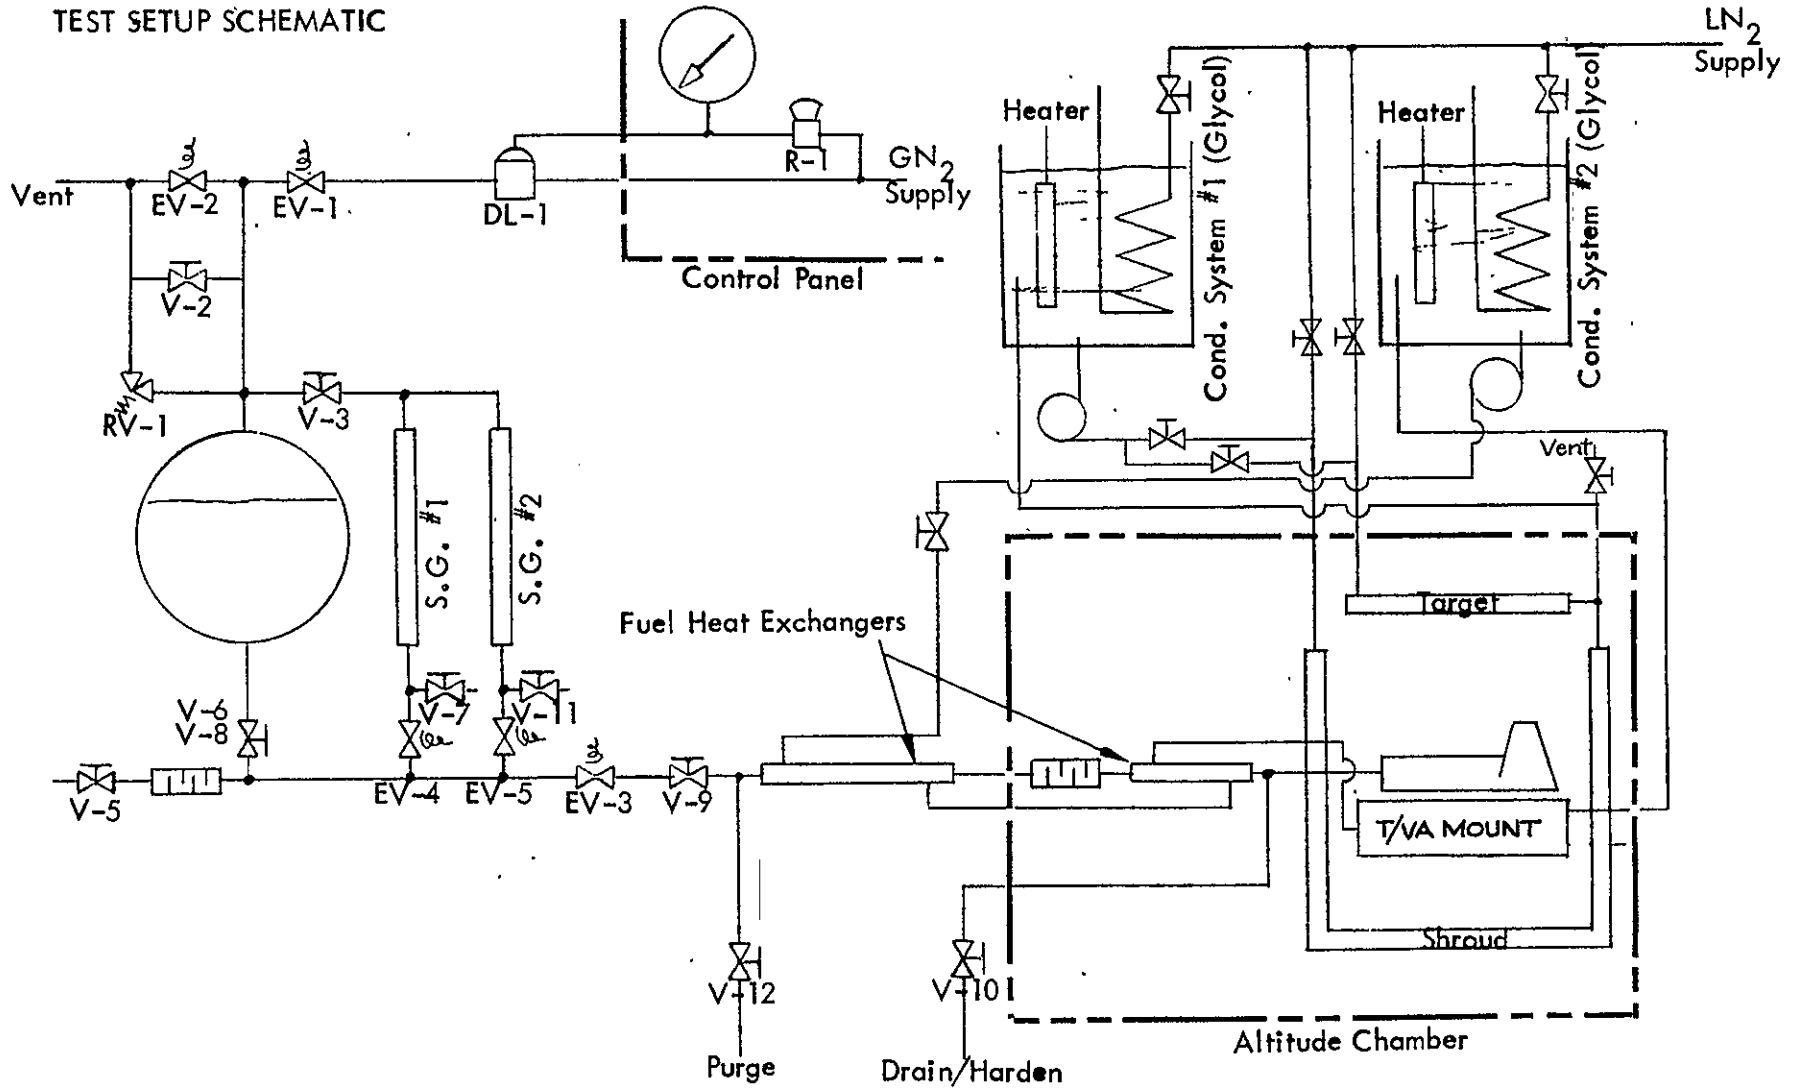 TEST SETUP SCHEMATIC
LN2
Supply
Heater
Cond. System #1 (Glycol)
Heater
Cond. System #2 (Glycol)
R-1
GN2
Supply
Vent
EV-2
EV-1
DL-1
Control Panel
V-2
RV-1
V-3
Vent
S.G. #1
S.G. #2
Target
Fuel Heat Exchangers
V-6
V-8
V-7
V-11
V-5
EV-4
EV-5
EV-3
V-9
T/VA MOUNT
Shroud
V-12
V-10
Altitude Chamber
Purge
Drain/Harden